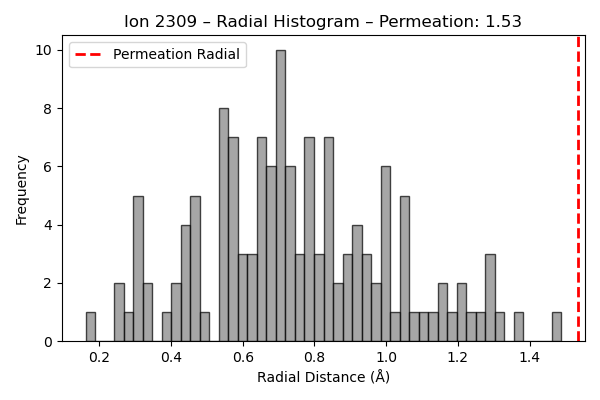 Ion 2309 – Radial Histogram – Permeation: 1.53
Permeation Radial
Frequency
10
8
6
4
2
0
0.2 0.4 0.6 0.8 1.0 1.2 1.4
Radial Distance (Å)